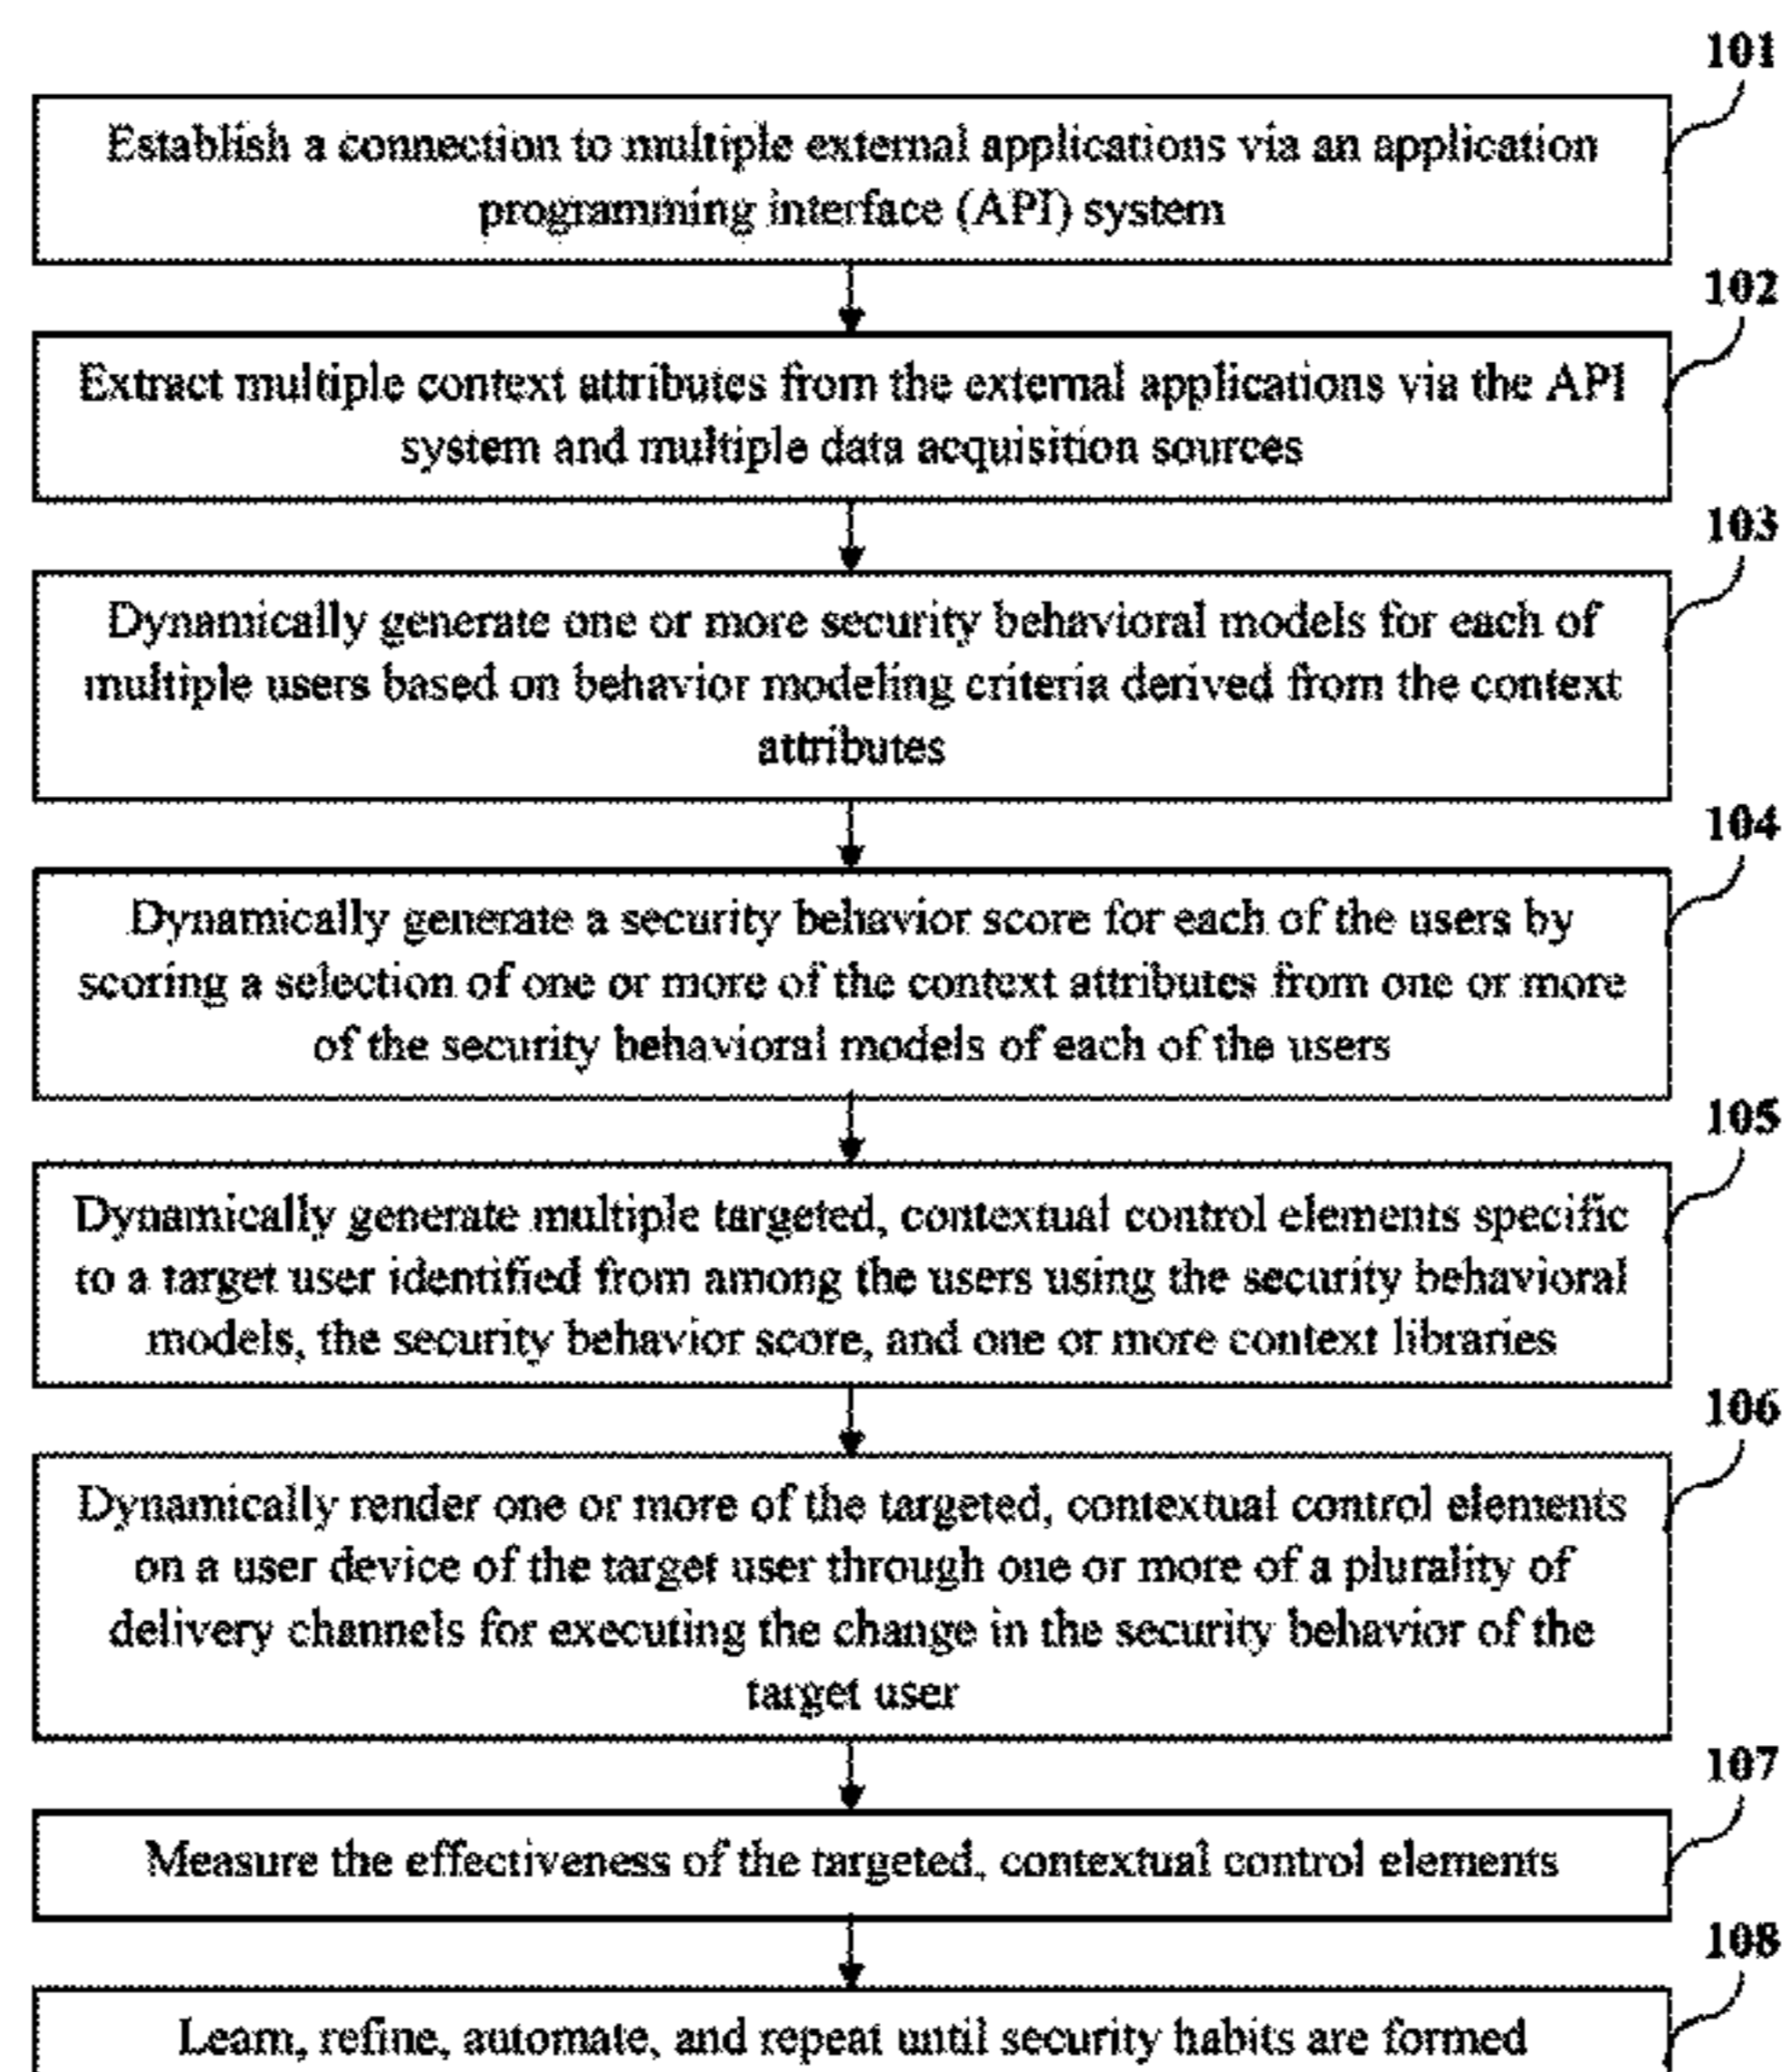 101
Establish a connection to multiple external applications via an application
programming interface (API) system
102
Extract multiple context attributes from the external applications via the API
system and multiple data acquisition sources
103
Dynamically generate one or more security behavioral models for each of
multiple users based on behavior modeling criteria derived from the context
attributes
104
Dynamically generate a security behavior score for each of the users by
scoring a selection of one or more of the context attributes from one or more
of the security behavioral models of each of the users
105
Dynamically generate multiple targeted, contextual control elements specific
to a target user identified from among the users using the security behavioral
models, the security behavior score, and one or more context libraries
106
Dynamically render one or more of the targeted, contextual control elements
on a user device of the target user through one or more of a plurality of
delivery channels for executing the change in the security behavior of the
target user
107
Measure the effectiveness of the targeted, contextual control elements
108
Learn, refine, automate, and repeat until security habits are formed